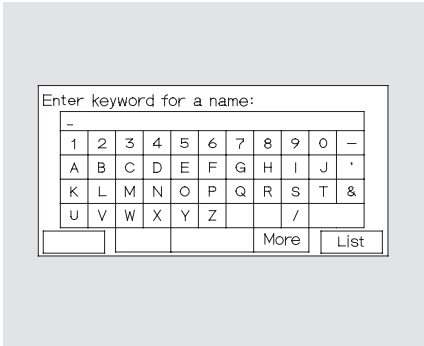 Enter keyword for a name:
_
1 2 3 4 5 6 7 8 9 0 –
A B C D E F G H I J '
K L M N O P Q R S T &
U V W X Y Z /
More List